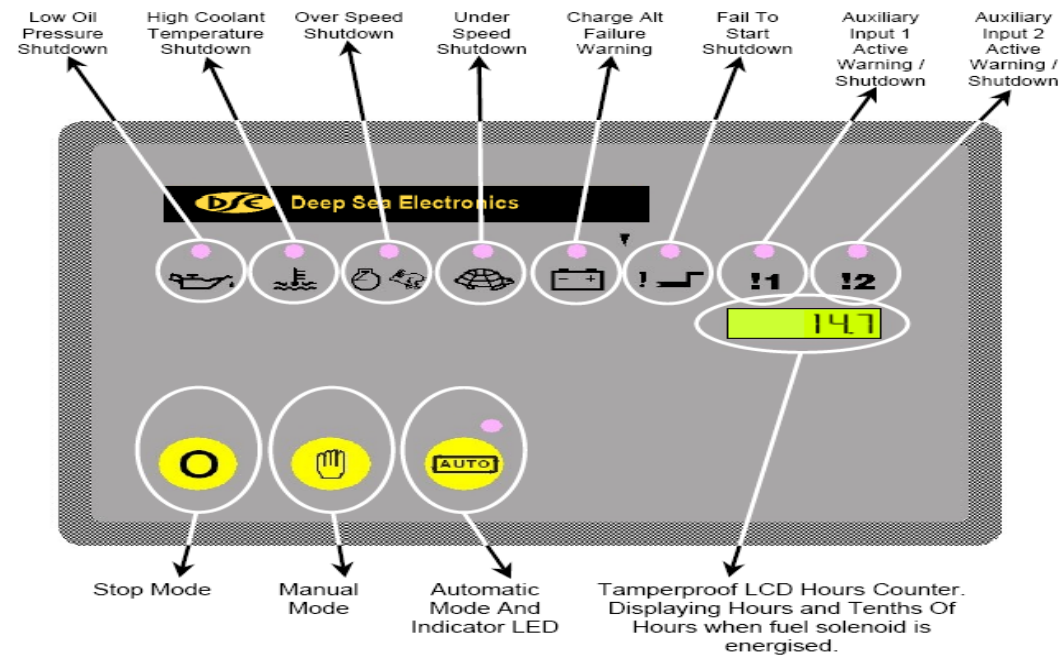 Low Oil
Pressure
Shutdown
High Coolant
Temperature
Shutdown
Over Speed
Shutdown
Under
Speed
Shutdown
Charge Alt
Failure
Warning
Fail To
Start
Shutdown
Auxiliary
Input 1
Active
Warning /
Shutdown
Auxiliary
Input 2
Active
Warning /
Shutdown
DSE Deep Sea Electronics
!
!1
!2
14.7
O
AUTO
Stop Mode
Manual
Mode
Automatic
Mode And
Indicator LED
Tamperproof LCD Hours Counter.
Displaying Hours and Tenths Of
Hours when fuel solenoid is
energised.